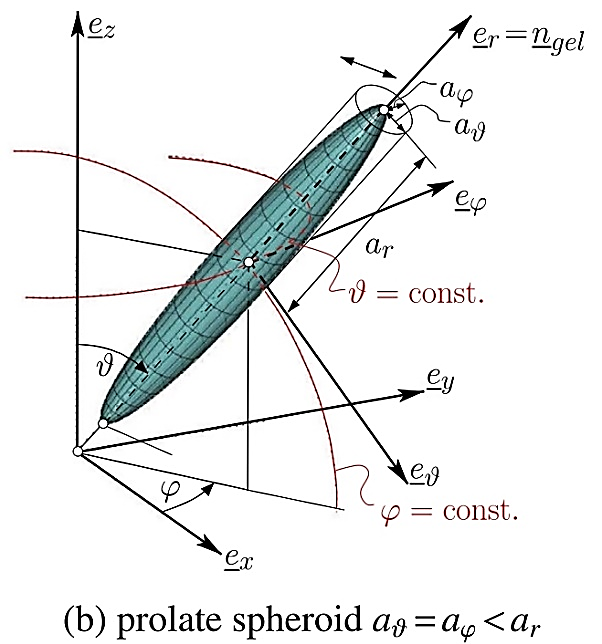 e_z
e_r = n_gel
a_φ
a_ϑ
e_φ
a_r
ϑ = const.
ϑ
e_y
e_ϑ
φ
φ = const.
e_x
(b) prolate spheroid a_ϑ = a_φ < a_r